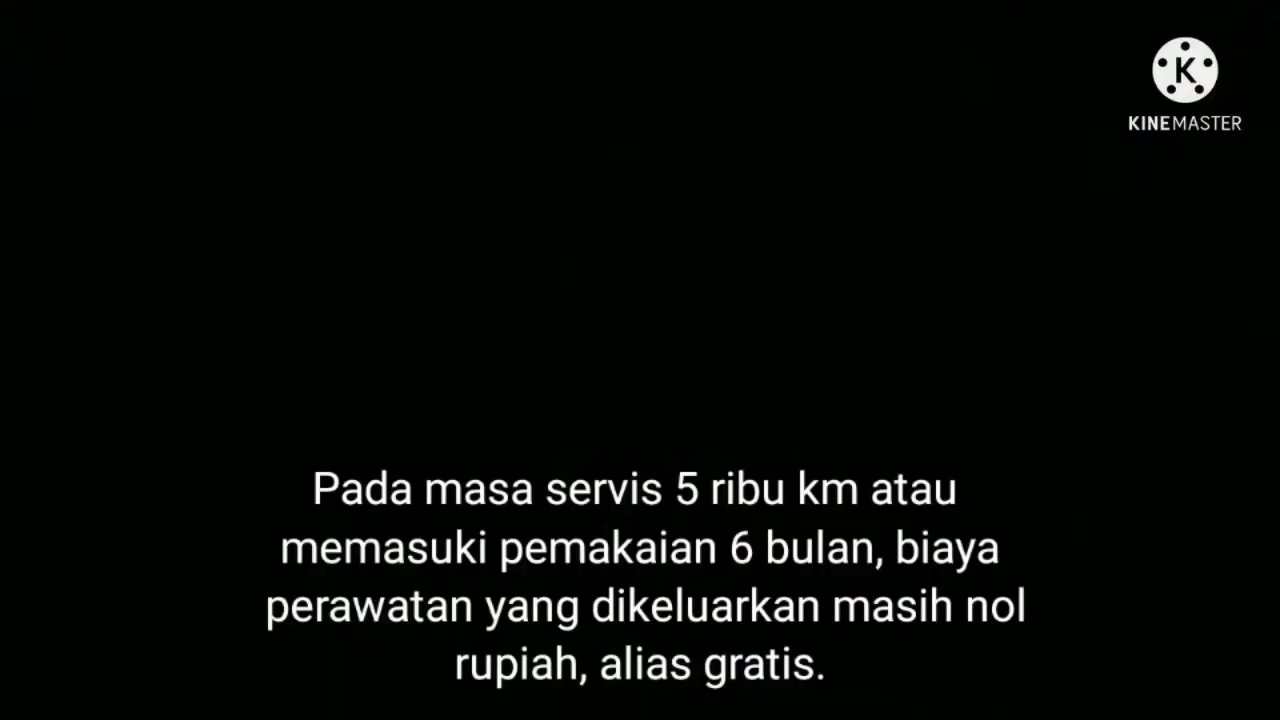 K
KINEMASTER
Pada masa servis 5 ribu km atau
memasuki pemakaian 6 bulan, biaya
perawatan yang dikeluarkan masih nol
rupiah, alias gratis.